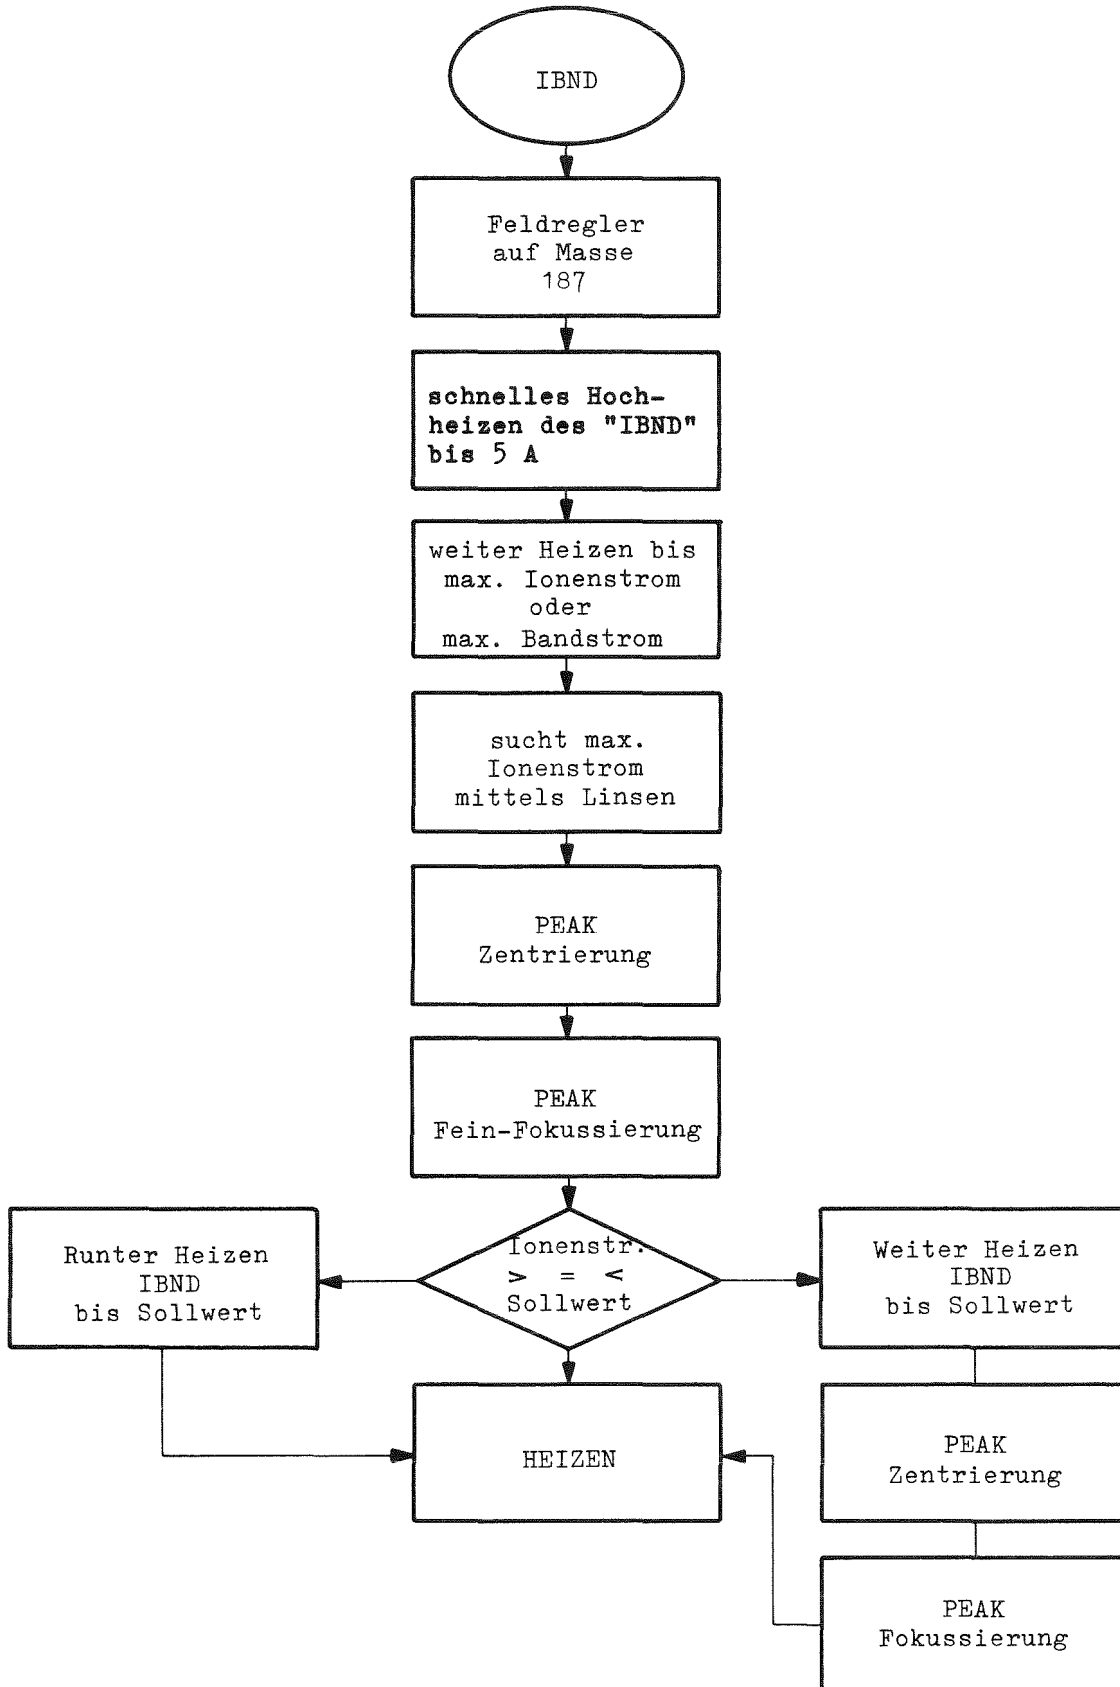 IBND
Feldregler
auf Masse
187
schnelles Hoch-
heizen des "IBND"
bis 5 A
weiter Heizen bis
max. Ionenstrom
oder
max. Bandstrom
sucht max.
Ionenstrom
mittels Linsen
PEAK
Zentrierung
PEAK
Fein-Fokussierung
Ionenstr.
> = <
Sollwert
Runter Heizen
IBND
bis Sollwert
Weiter Heizen
IBND
bis Sollwert
HEIZEN
PEAK
Zentrierung
PEAK
Fokussierung